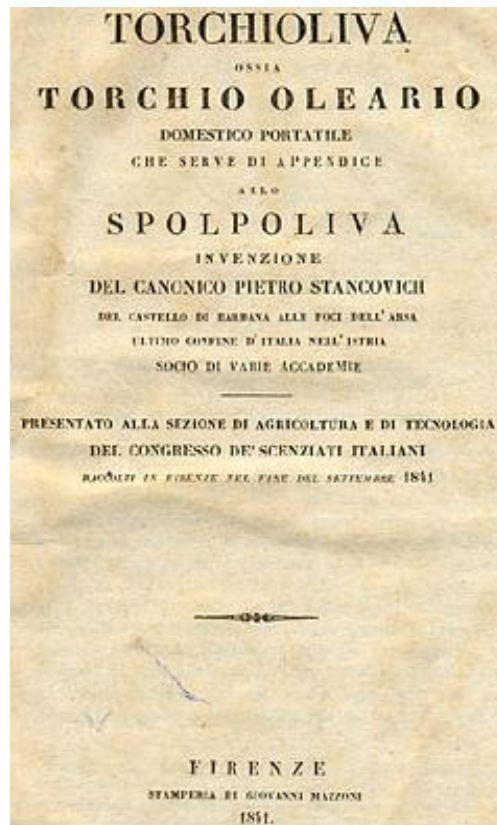 TORCHIOLIVA
OSSIA
TORCHIO OLEARIO
DOMESTICO PORTATILE
CHE SERVE DI APPENDICE
ALLO
SPOLPOLIVA
INVENZIONE
DEL CANONICO PIETRO STANCOVICH
DEL CASTELLO DI BARBANA ALLE FOCI DELL' ARSA
ULTIMO CONFINE D' ITALIA NELL' ISTRIA
SOCIO DI VARIE ACCADEMIE
PRESENTATO ALLA SEZIONE DI AGRICOLTURA E DI TECNOLOGIA
DEL CONGRESSO DE' SCENZIATI ITALIANI
RACCOLTI IN FIRENZE NEL FINE DEL SETTEMBRE 1841
FIRENZE
STAMPERIA DI GIOVANNI MAZZONI
1841.